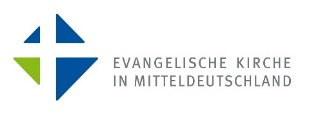 EVANGELISCHE KIRCHE
IN MITTELDEUTSCHLAND